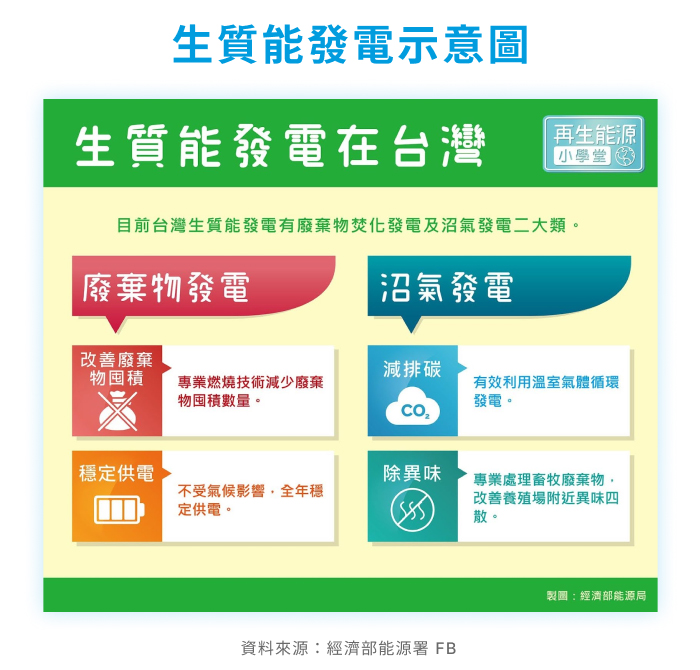 生質能發電示意圖
生質能發電在台灣
再生能源
小學堂
目前台灣生質能發電有廢棄物焚化發電及沼氣發電二大類。
廢棄物發電
改善廢棄
物囤積
專業燃燒技術減少廢棄
物囤積數量。
穩定供電
不受氣候影響，全年穩
定供電。
沼氣發電
減排碳
CO₂
有效利用溫室氣體循環
發電。
除異味
專業處理畜牧廢棄物，
改善養殖場附近異味四
散。
製圖：經濟部能源局
資料來源：經濟部能源署 FB